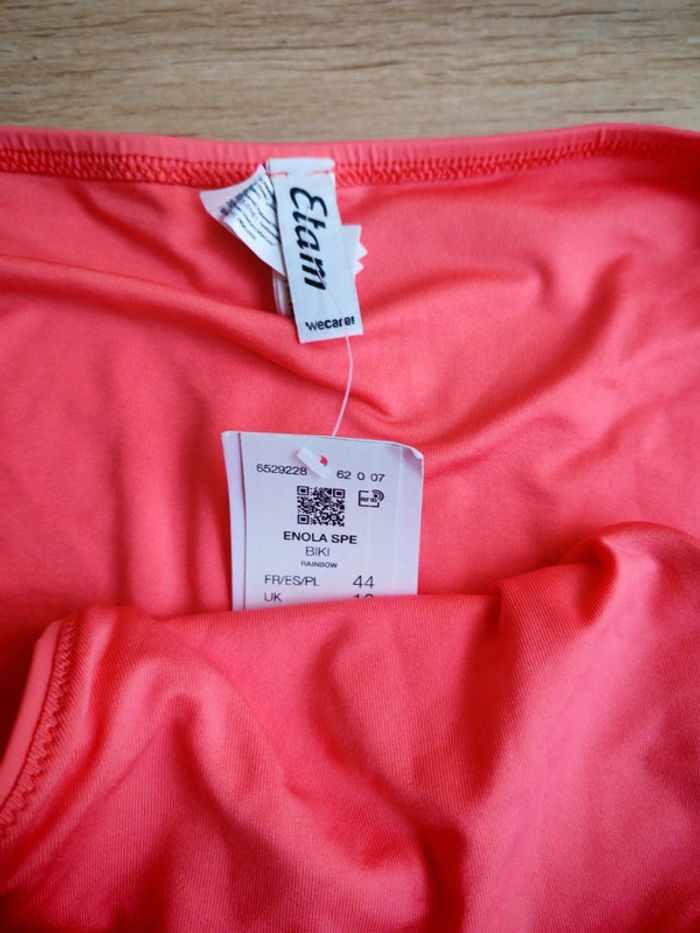 Etam
wecare!
6529228 62 0 07
ENOLA SPE
BIKI
RAINBOW
FR/ES/PL 44
UK